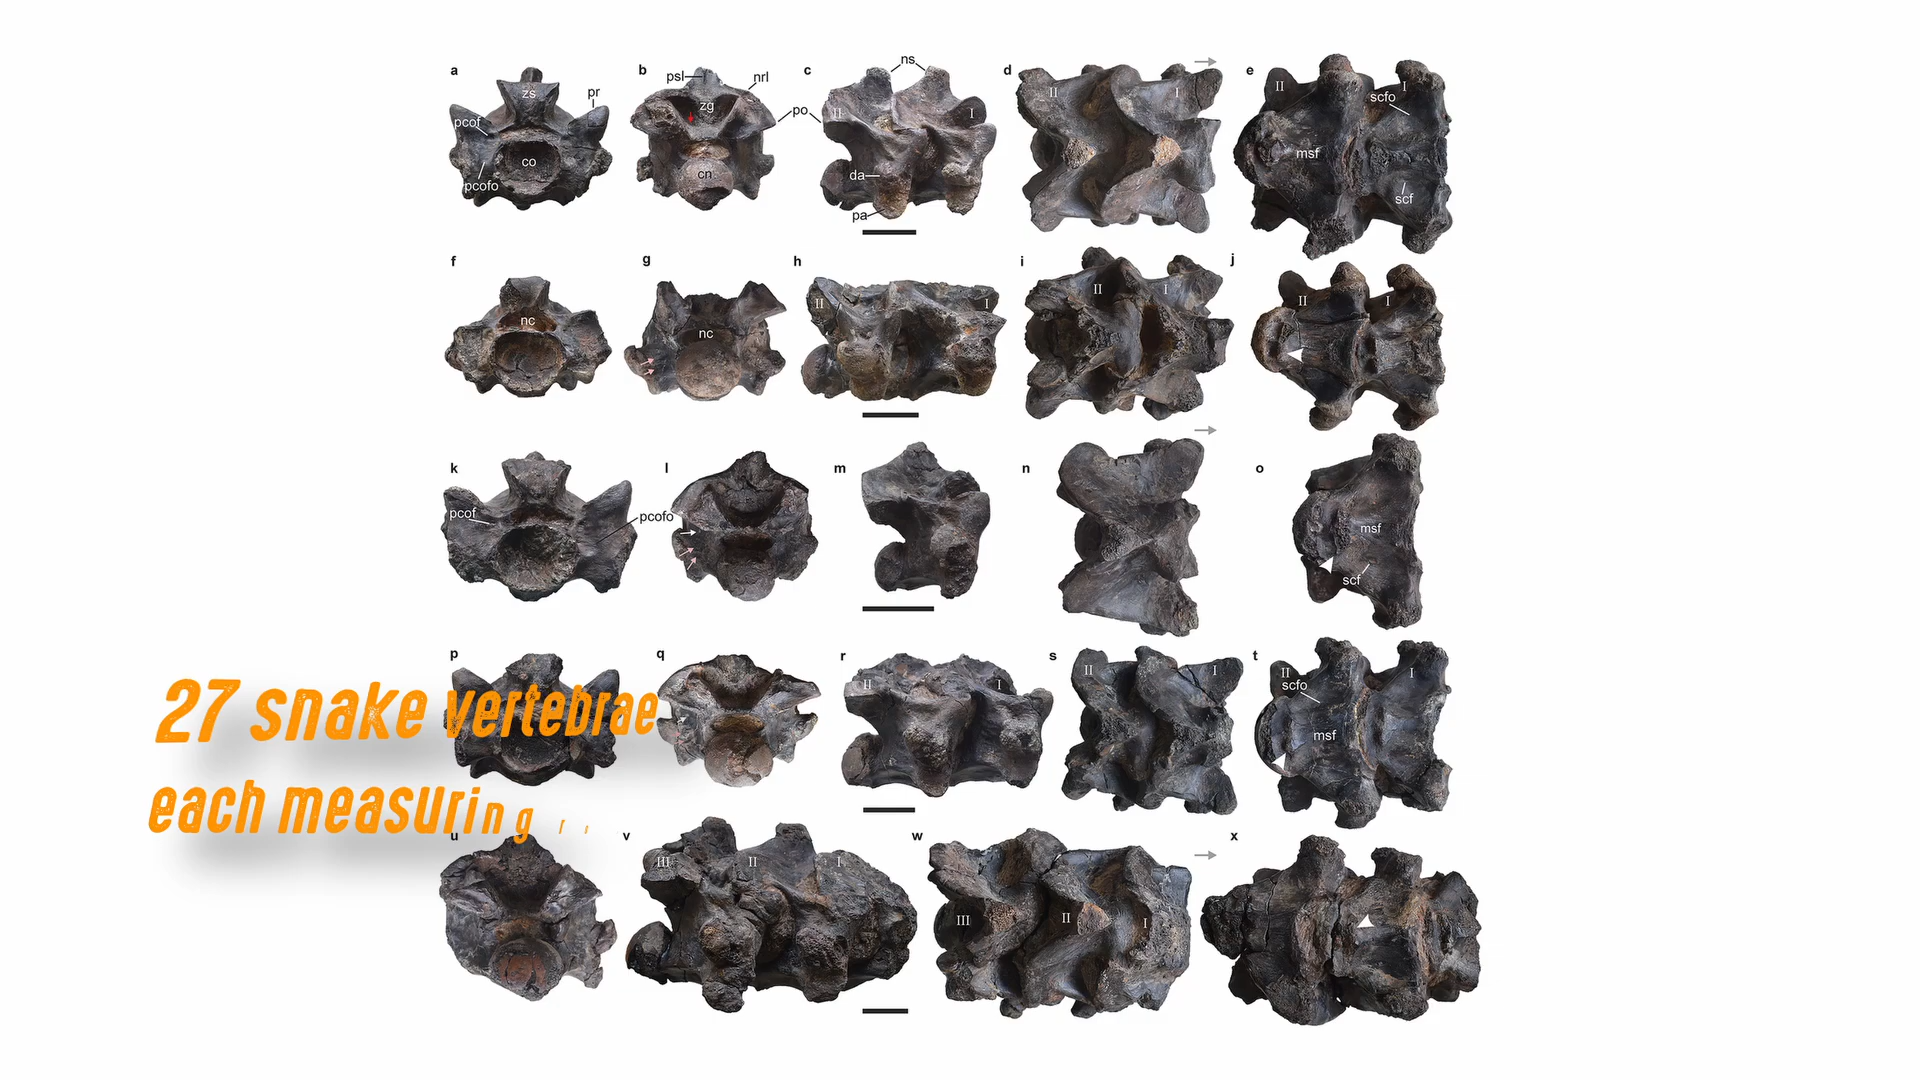 a b c d e
psl nrl ns
zs pr zg po II I II I II I
pcof scfo
co msf
pcofo cn da scf
pa
f g h i j
nc nc II I II I II I
k l m n o
pcof pcofo msf
scf
p q r s t
II I II I II I
scfo
msf
27 snake vertebrae
each measuring
u v w x
III II I III II I